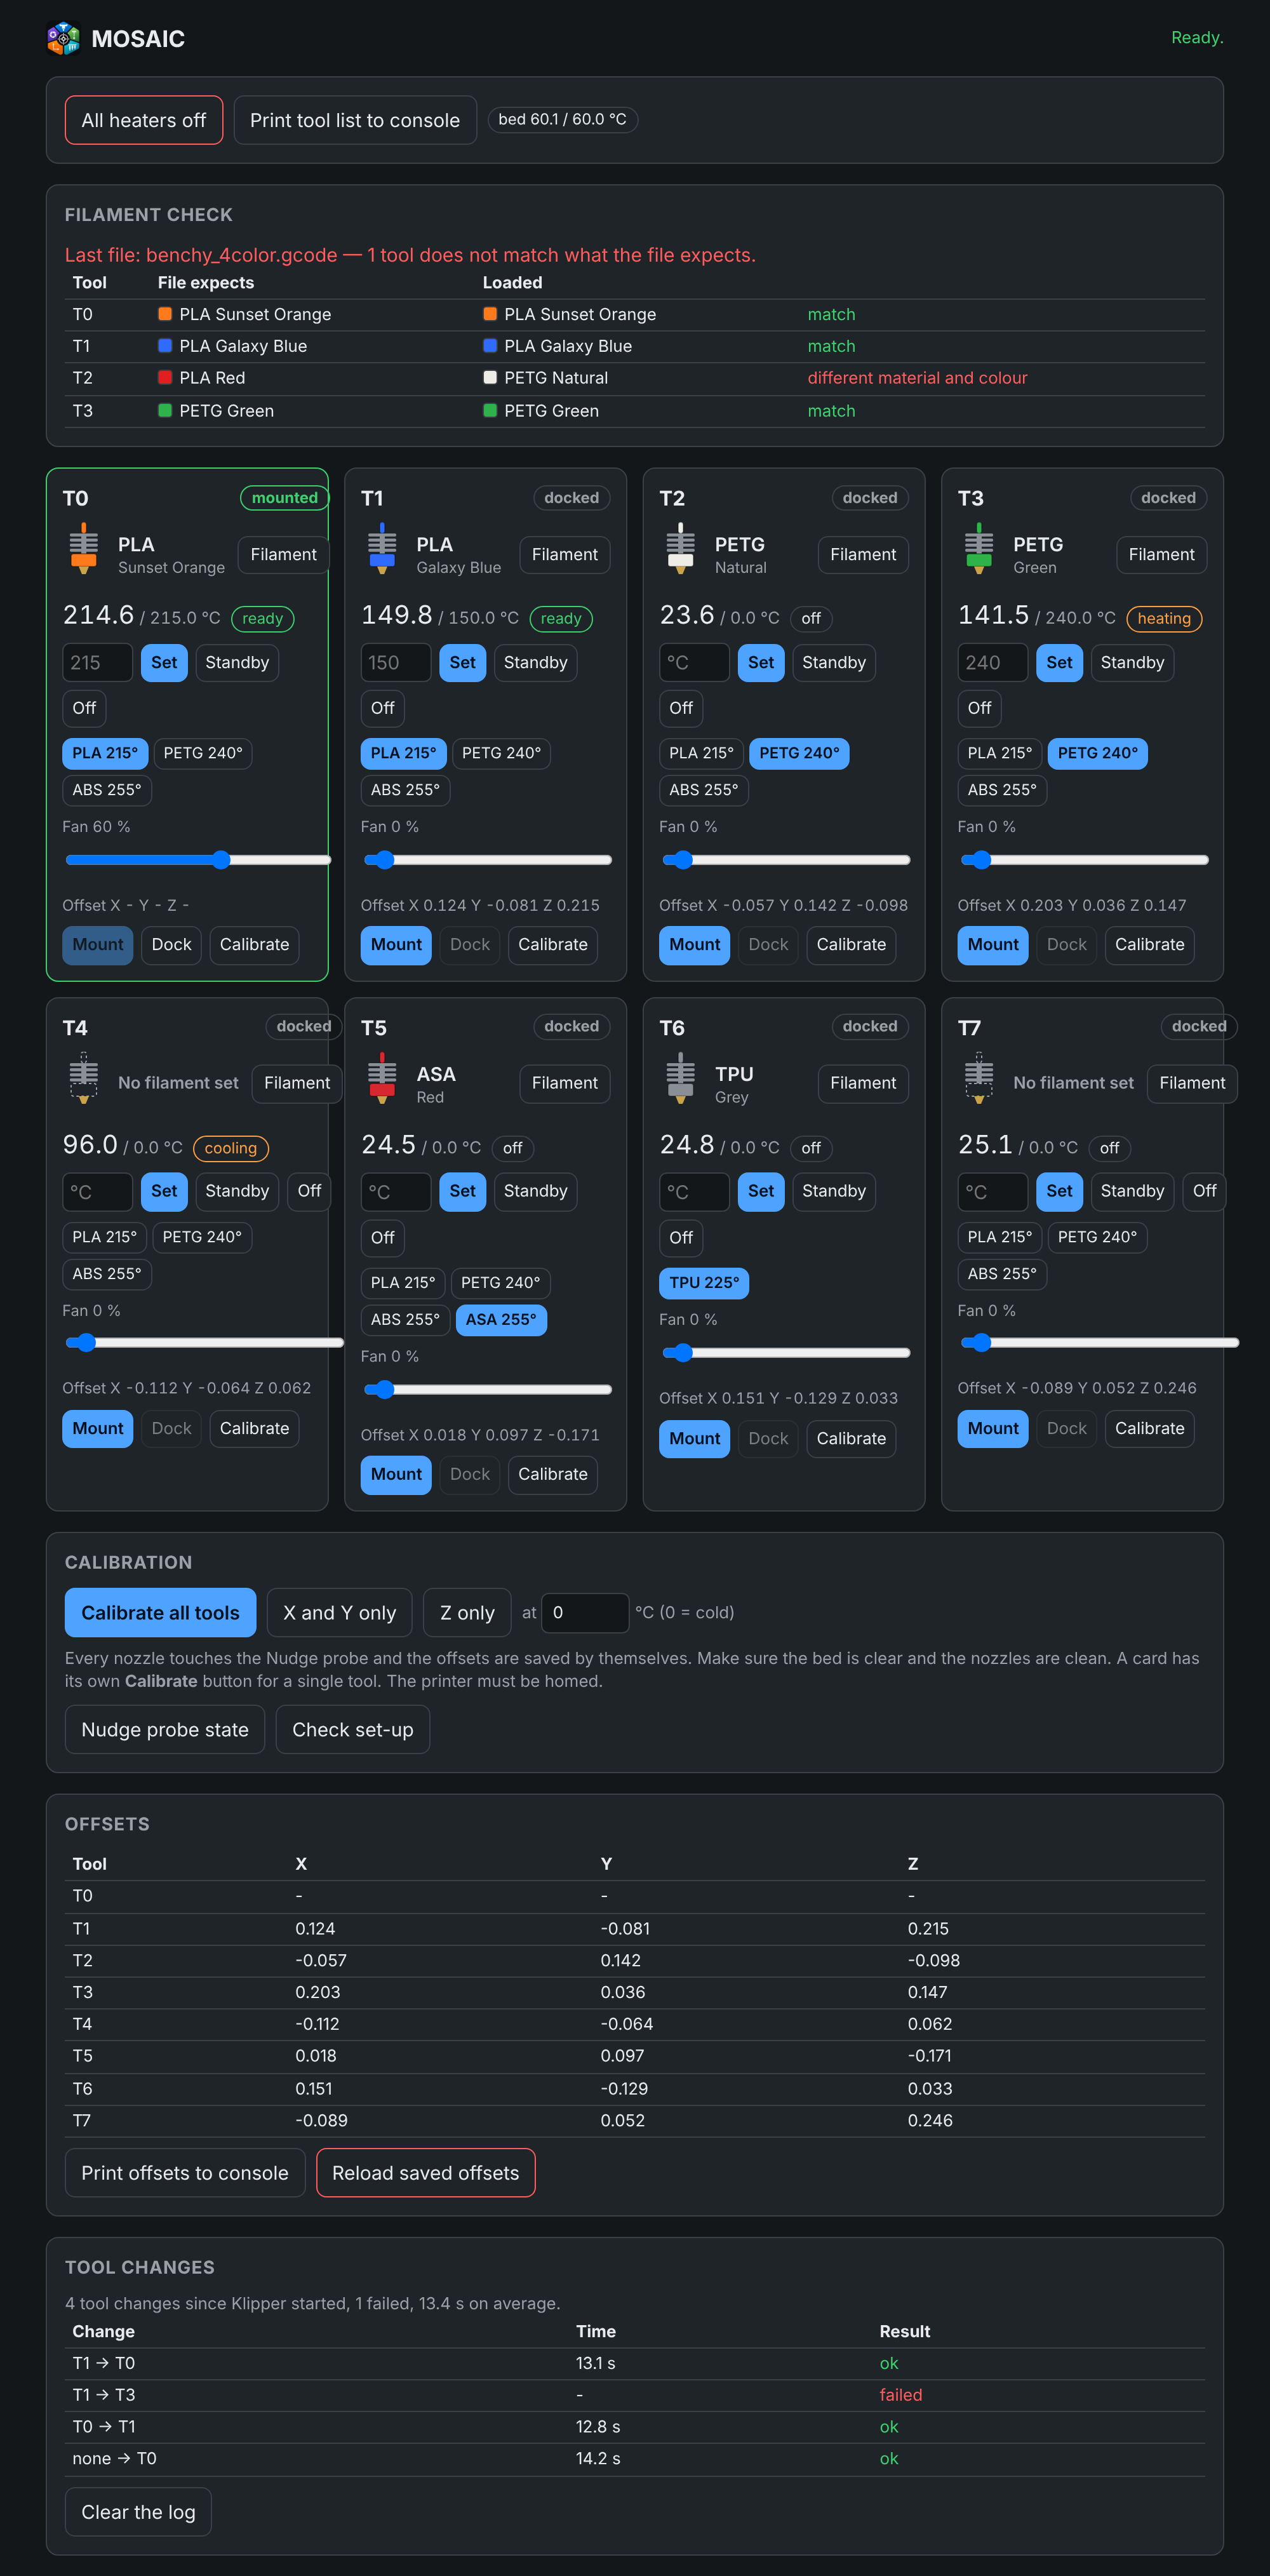 MOSAIC
Ready.
All heaters off
Print tool list to console
bed 60.1 / 60.0 °C
FILAMENT CHECK
Last file: benchy_4color.gcode — 1 tool does not match what the file expects.
Tool File expects Loaded
T0 PLA Sunset Orange PLA Sunset Orange match
T1 PLA Galaxy Blue PLA Galaxy Blue match
T2 PLA Red PETG Natural different material and colour
T3 PETG Green PETG Green match
T0 mounted
PLA
Sunset Orange
Filament
214.6 / 215.0 °C ready
215 Set Standby
Off
PLA 215° PETG 240°
ABS 255°
Fan 60 %
Offset X - Y - Z -
Mount Dock Calibrate
T1 docked
PLA
Galaxy Blue
Filament
149.8 / 150.0 °C ready
150 Set Standby
Off
PLA 215° PETG 240°
ABS 255°
Fan 0 %
Offset X 0.124 Y -0.081 Z 0.215
Mount Dock Calibrate
T2 docked
PETG
Natural
Filament
23.6 / 0.0 °C off
°C Set Standby
Off
PLA 215° PETG 240°
ABS 255°
Fan 0 %
Offset X -0.057 Y 0.142 Z -0.098
Mount Dock Calibrate
T3 docked
PETG
Green
Filament
141.5 / 240.0 °C heating
240 Set Standby
Off
PLA 215° PETG 240°
ABS 255°
Fan 0 %
Offset X 0.203 Y 0.036 Z 0.147
Mount Dock Calibrate
T4 docked
No filament set
Filament
96.0 / 0.0 °C cooling
°C Set Standby Off
PLA 215° PETG 240°
ABS 255°
Fan 0 %
Offset X -0.112 Y -0.064 Z 0.062
Mount Dock Calibrate
T5 docked
ASA
Red
Filament
24.5 / 0.0 °C off
°C Set Standby
Off
PLA 215° PETG 240°
ABS 255° ASA 255°
Fan 0 %
Offset X 0.018 Y 0.097 Z -0.171
Mount Dock Calibrate
T6 docked
TPU
Grey
Filament
24.8 / 0.0 °C off
°C Set Standby
Off
TPU 225°
Fan 0 %
Offset X 0.151 Y -0.129 Z 0.033
Mount Dock Calibrate
T7 docked
No filament set
Filament
25.1 / 0.0 °C off
°C Set Standby Off
PLA 215° PETG 240°
ABS 255°
Fan 0 %
Offset X -0.089 Y 0.052 Z 0.246
Mount Dock Calibrate
CALIBRATION
Calibrate all tools X and Y only Z only at 0 °C (0 = cold)
Every nozzle touches the Nudge probe and the offsets are saved by themselves. Make sure the bed is clear and the nozzles are clean. A card has
its own Calibrate button for a single tool. The printer must be homed.
Nudge probe state Check set-up
OFFSETS
Tool X Y Z
T0 - - -
T1 0.124 -0.081 0.215
T2 -0.057 0.142 -0.098
T3 0.203 0.036 0.147
T4 -0.112 -0.064 0.062
T5 0.018 0.097 -0.171
T6 0.151 -0.129 0.033
T7 -0.089 0.052 0.246
Print offsets to console Reload saved offsets
TOOL CHANGES
4 tool changes since Klipper started, 1 failed, 13.4 s on average.
Change Time Result
T1 → T0 13.1 s ok
T1 → T3 - failed
T0 → T1 12.8 s ok
none → T0 14.2 s ok
Clear the log